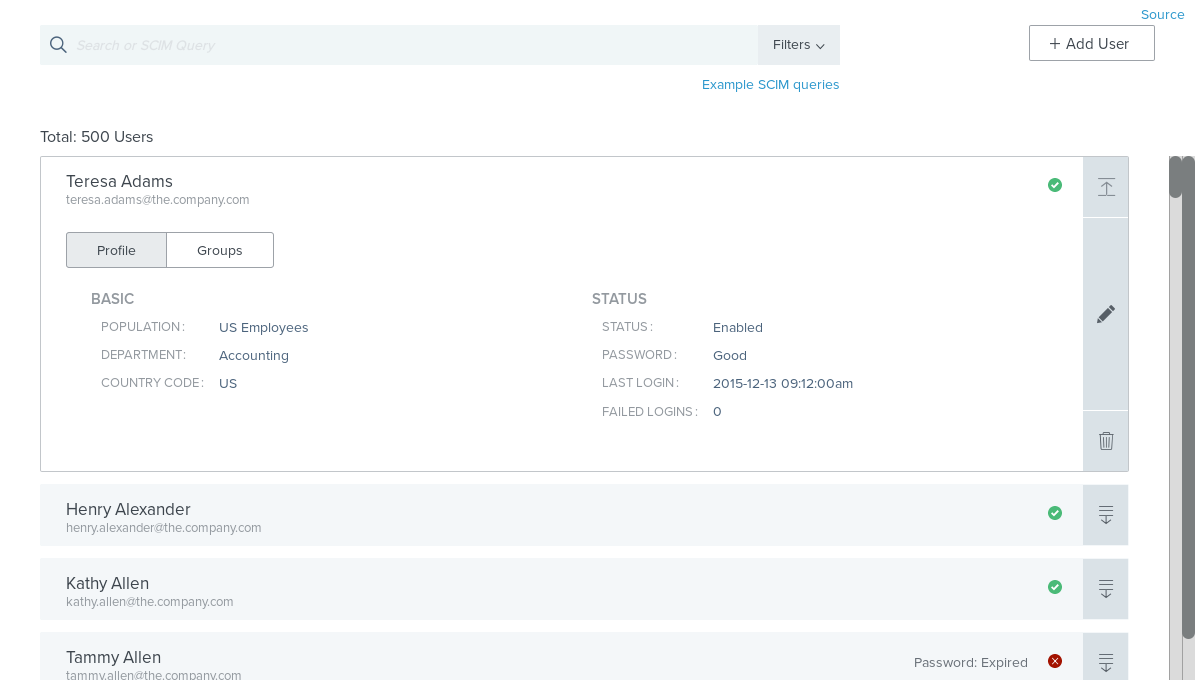 Source
Search or SCIM Query
Filters
+ Add User
Example SCIM queries
Total: 500 Users
Teresa Adams
teresa.adams@the.company.com
Profile
Groups
BASIC
POPULATION: US Employees
DEPARTMENT: Accounting
COUNTRY CODE: US
STATUS
STATUS: Enabled
PASSWORD: Good
LAST LOGIN: 2015-12-13 09:12:00am
FAILED LOGINS: 0
Henry Alexander
henry.alexander@the.company.com
Kathy Allen
kathy.allen@the.company.com
Tammy Allen
Password: Expired
tammy.allen@the.company.com